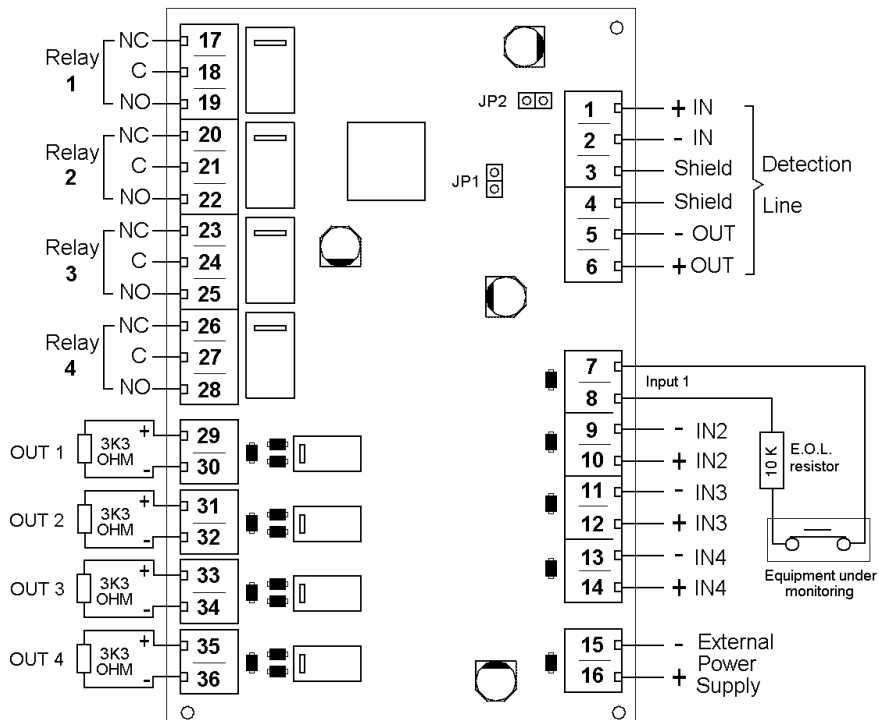 Relay
1
NC
C
NO
17
18
19
Relay
2
NC
C
NO
20
21
22
Relay
3
NC
C
NO
23
24
25
Relay
4
NC
C
NO
26
27
28
OUT 1
3K3
OHM
+
-
29
30
OUT 2
3K3
OHM
+
-
31
32
OUT 3
3K3
OHM
+
-
33
34
OUT 4
3K3
OHM
+
-
35
36
JP2
JP1
1 + IN
2 - IN
3 Shield
4 Shield
5 - OUT
6 + OUT
Detection
Line
7
8
Input 1
9 - IN2
10 + IN2
11 - IN3
12 + IN3
13 - IN4
14 + IN4
10 K
E.O.L.
resistor
Equipment under
monitoring
15 -
16 +
External
Power
Supply